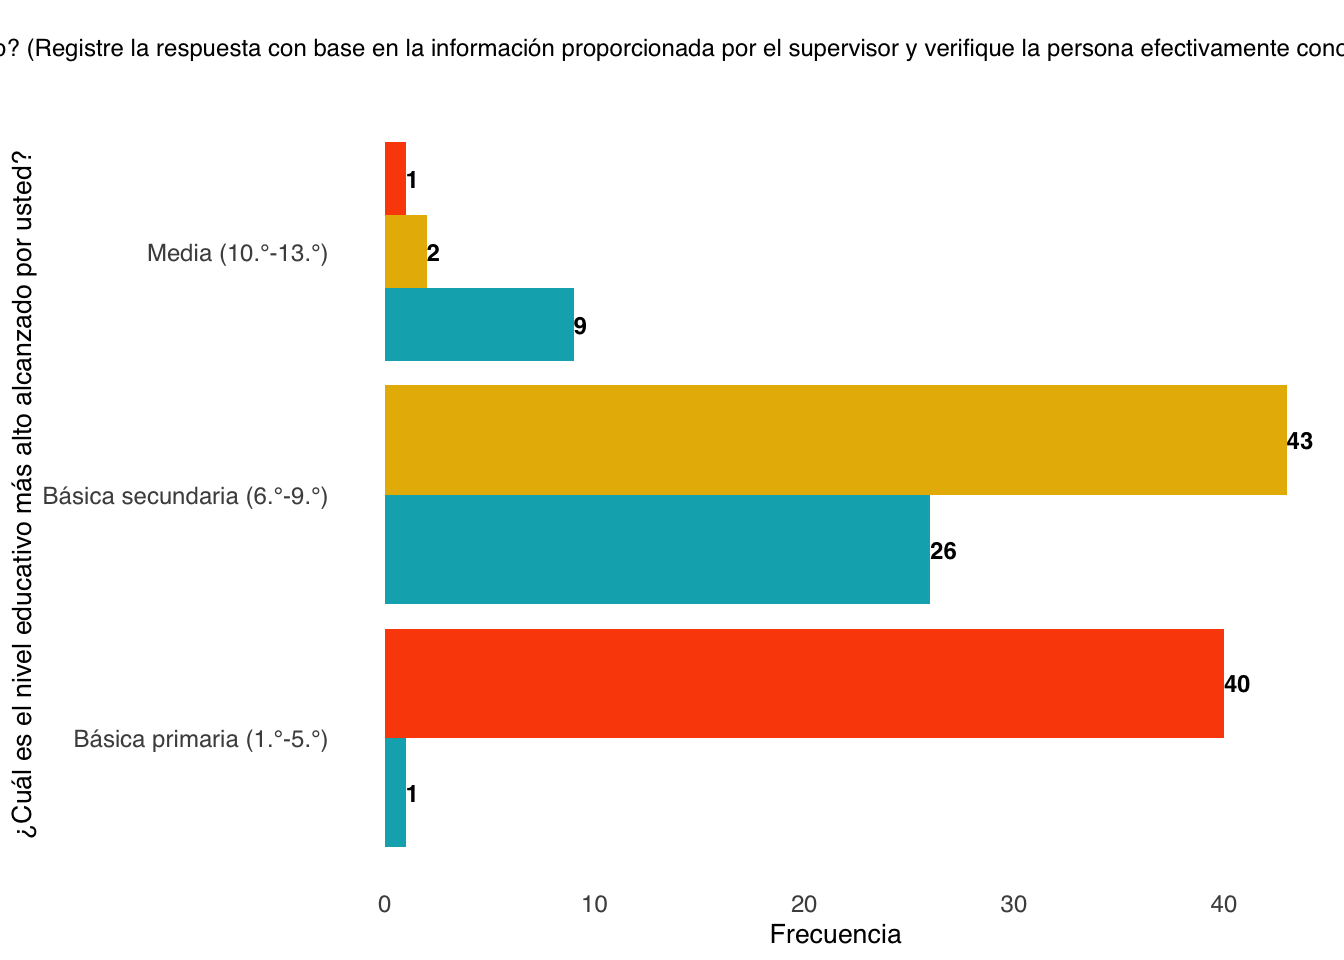 ? (Registre la respuesta con base en la información proporcionada por el supervisor y verifique la persona efectivamente
¿Cuál es el nivel educativo más alto alcanzado por usted?
Media (10.°-13.°)
1
2
9
Básica secundaria (6.°-9.°)
43
26
Básica primaria (1.°-5.°)
40
1
0 10 20 30 40
Frecuencia